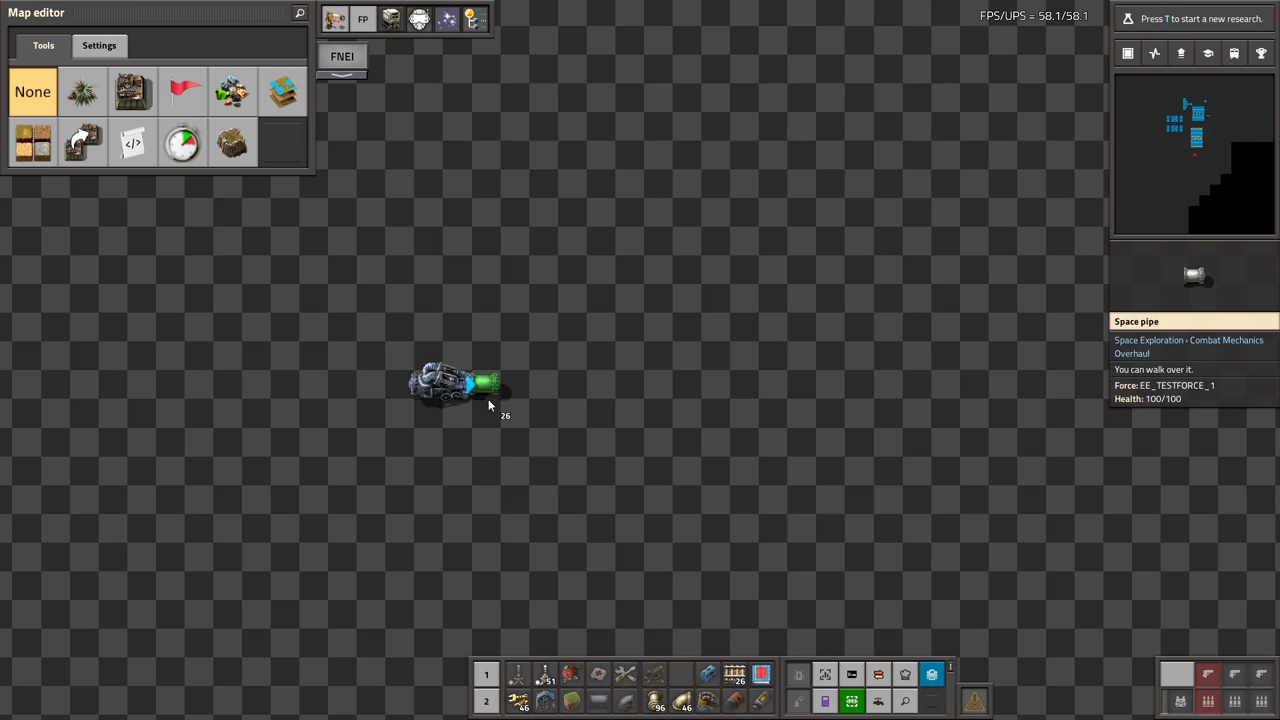 Map editor
Tools
Settings
None
</>
FP
FNEI
FPS/UPS = 58.1/58.1
Press T to start a new research.
Space pipe
Space Exploration › Combat Mechanics
Overhaul
You can walk over it.
Force: EE_TESTFORCE_1
Health: 100/100
26
1
51
26
2
46
96
46